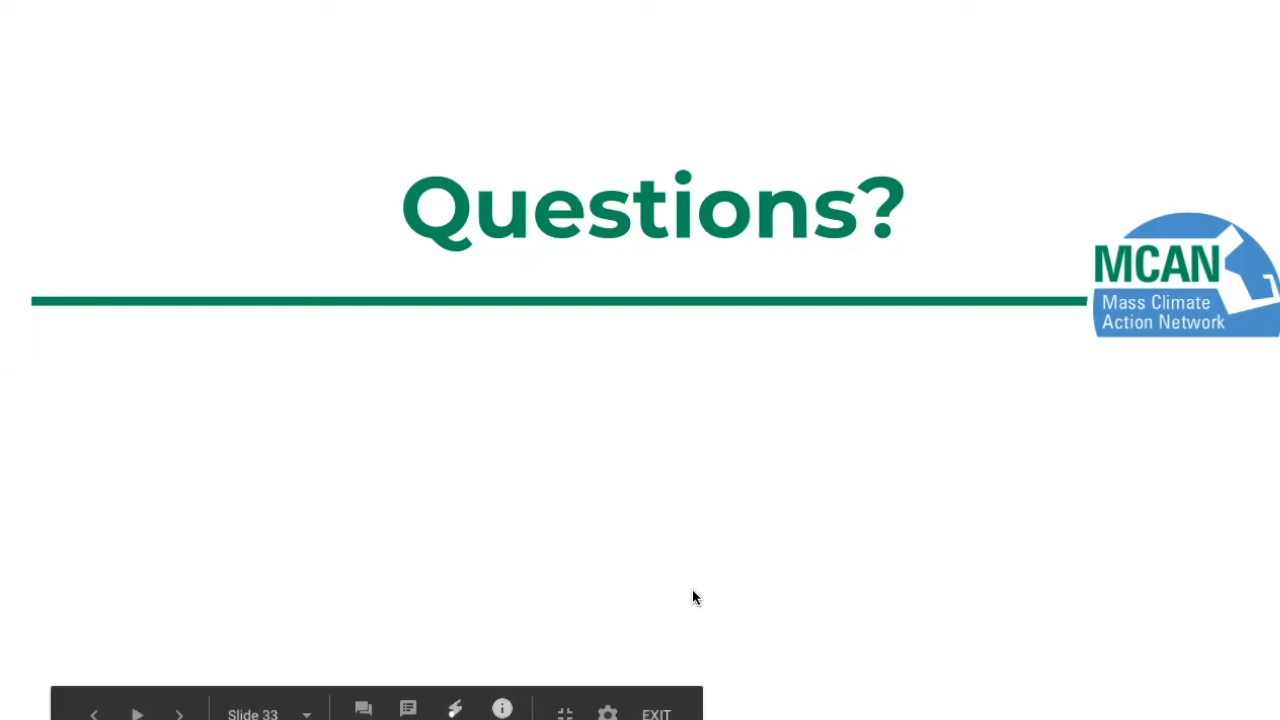 Questions?
MCAN
Mass Climate
Action Network
Slide 33
EXIT